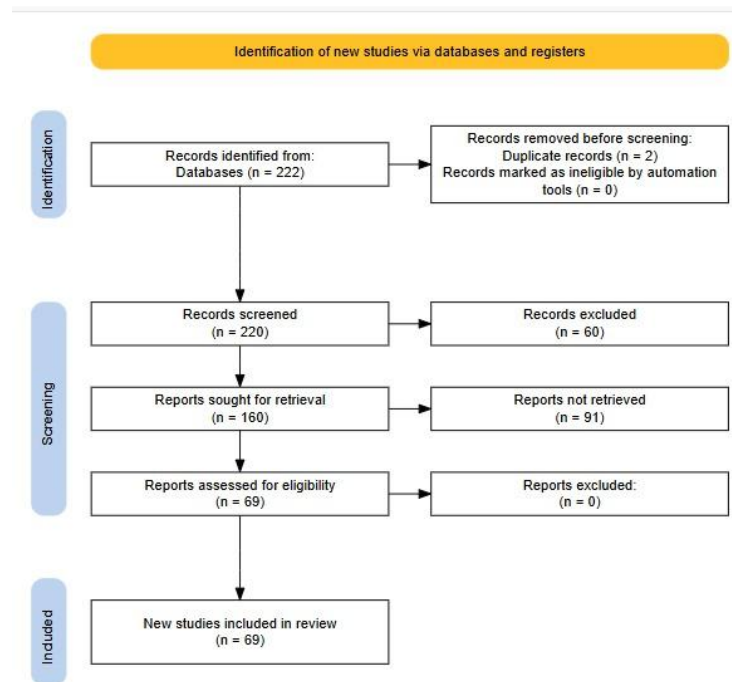 Identification of new studies via databases and registers
Identification
Records identified from:
Databases (n = 222)
Records removed before screening:
Duplicate records (n = 2)
Records marked as ineligible by automation
tools (n = 0)
Screening
Records screened
(n = 220)
Records excluded
(n = 60)
Reports sought for retrieval
(n = 160)
Reports not retrieved
(n = 91)
Reports assessed for eligibility
(n = 69)
Reports excluded:
(n = 0)
Included
New studies included in review
(n = 69)